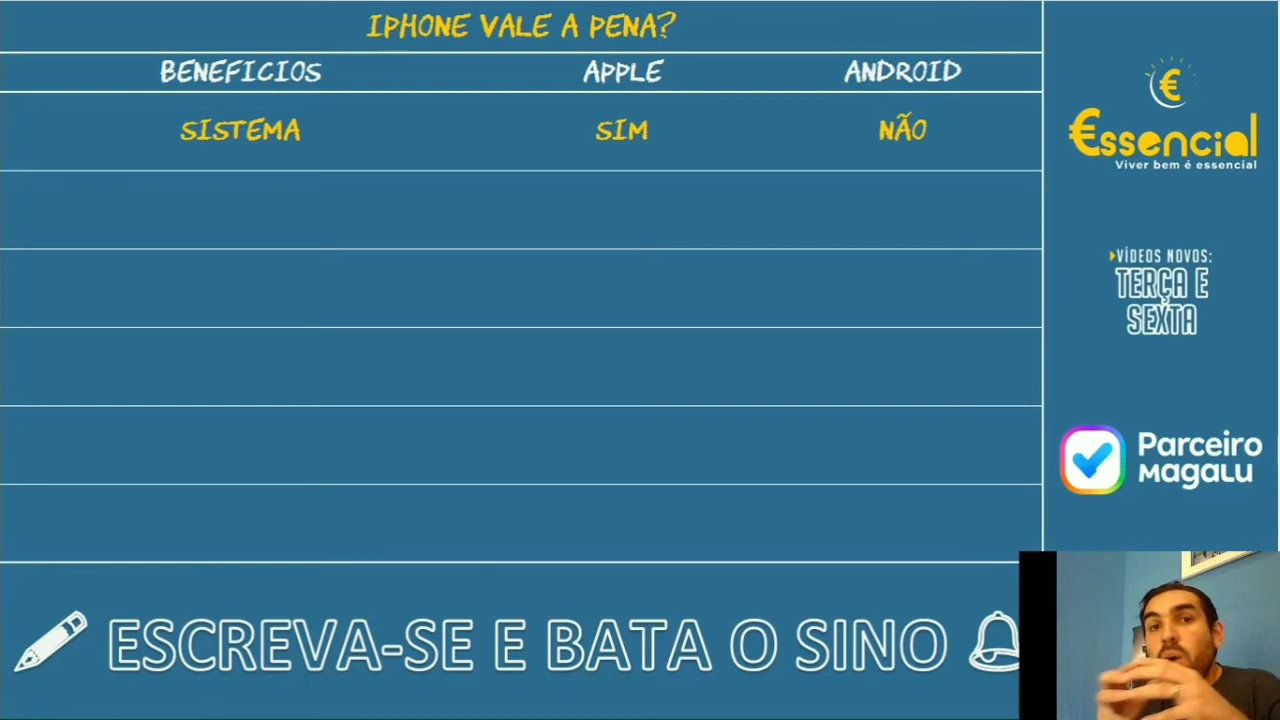 IPHONE VALE A PENA?
BENEFICIOS APPLE ANDROID
SISTEMA SIM NÃO
€
€ssencial
Viver bem é essencial
VÍDEOS NOVOS:
TERÇA E
SEXTA
Parceiro
Magalu
ESCREVA-SE E BATA O SINO